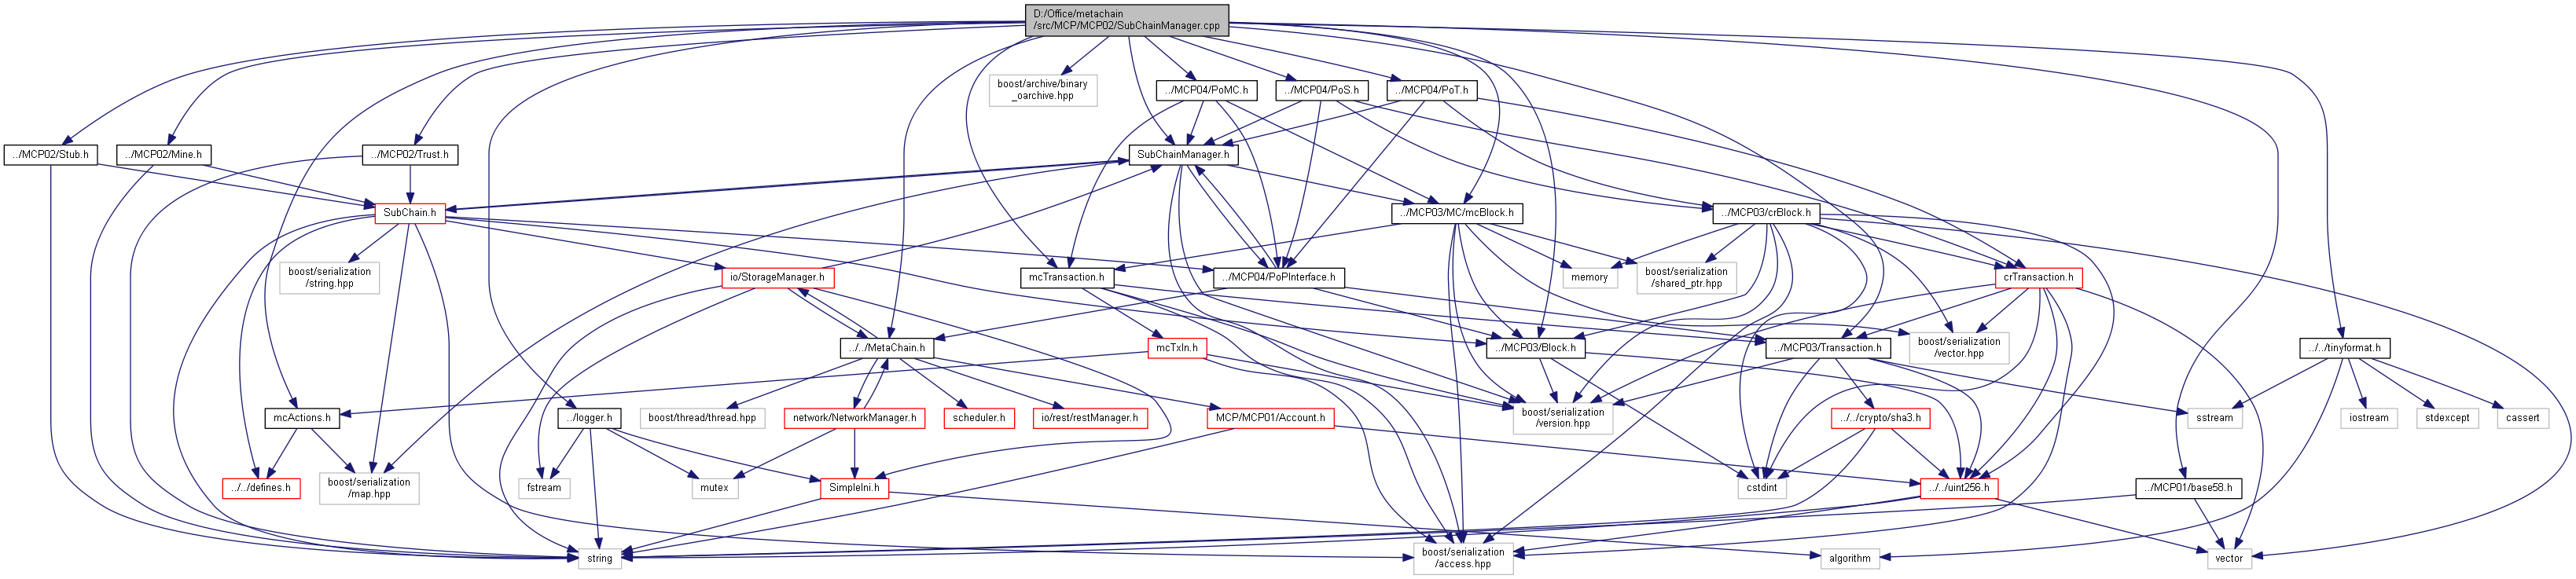 D:/Office/metachain
/src/MCP/MCP02/SubChainManager.cpp
boost/archive/binary
_oarchive.hpp
../MCP04/PoMC.h
../MCP04/PoS.h
../MCP04/PoT.h
../MCP02/Stub.h
../MCP02/Mine.h
../MCP02/Trust.h
SubChainManager.h
SubChain.h
../MCP03/MC/mcBlock.h
../MCP03/crBlock.h
boost/serialization
/string.hpp
io/StorageManager.h
mcTransaction.h
../MCP04/PoPInterface.h
memory
boost/serialization
/shared_ptr.hpp
crTransaction.h
../../MetaChain.h
mcTxIn.h
../MCP03/Block.h
../MCP03/Transaction.h
boost/serialization
/vector.hpp
../../tinyformat.h
mcActions.h
../logger.h
boost/thread/thread.hpp
network/NetworkManager.h
scheduler.h
io/rest/restManager.h
MCP/MCP01/Account.h
boost/serialization
/version.hpp
../../crypto/sha3.h
sstream
iostream
stdexcept
cassert
../../defines.h
boost/serialization
/map.hpp
fstream
mutex
SimpleIni.h
cstdint
../../uint256.h
../MCP01/base58.h
string
boost/serialization
/access.hpp
algorithm
vector